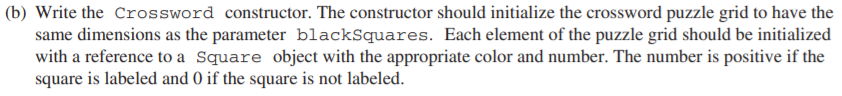 (b) Write the Crossword constructor. The constructor should initialize the crossword puzzle grid to have the
same dimensions as the parameter blackSquares. Each element of the puzzle grid should be initialized
with a reference to a Square object with the appropriate color and number. The number is positive if the
square is labeled and 0 if the square is not labeled.